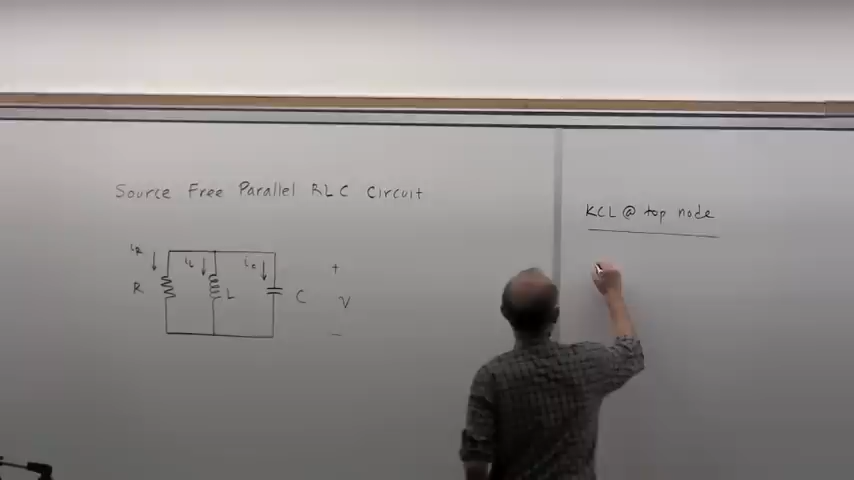 Source Free Parallel RLC Circuit
KCL @ top node
iR
iL
ic
+
R
L
C
V
−